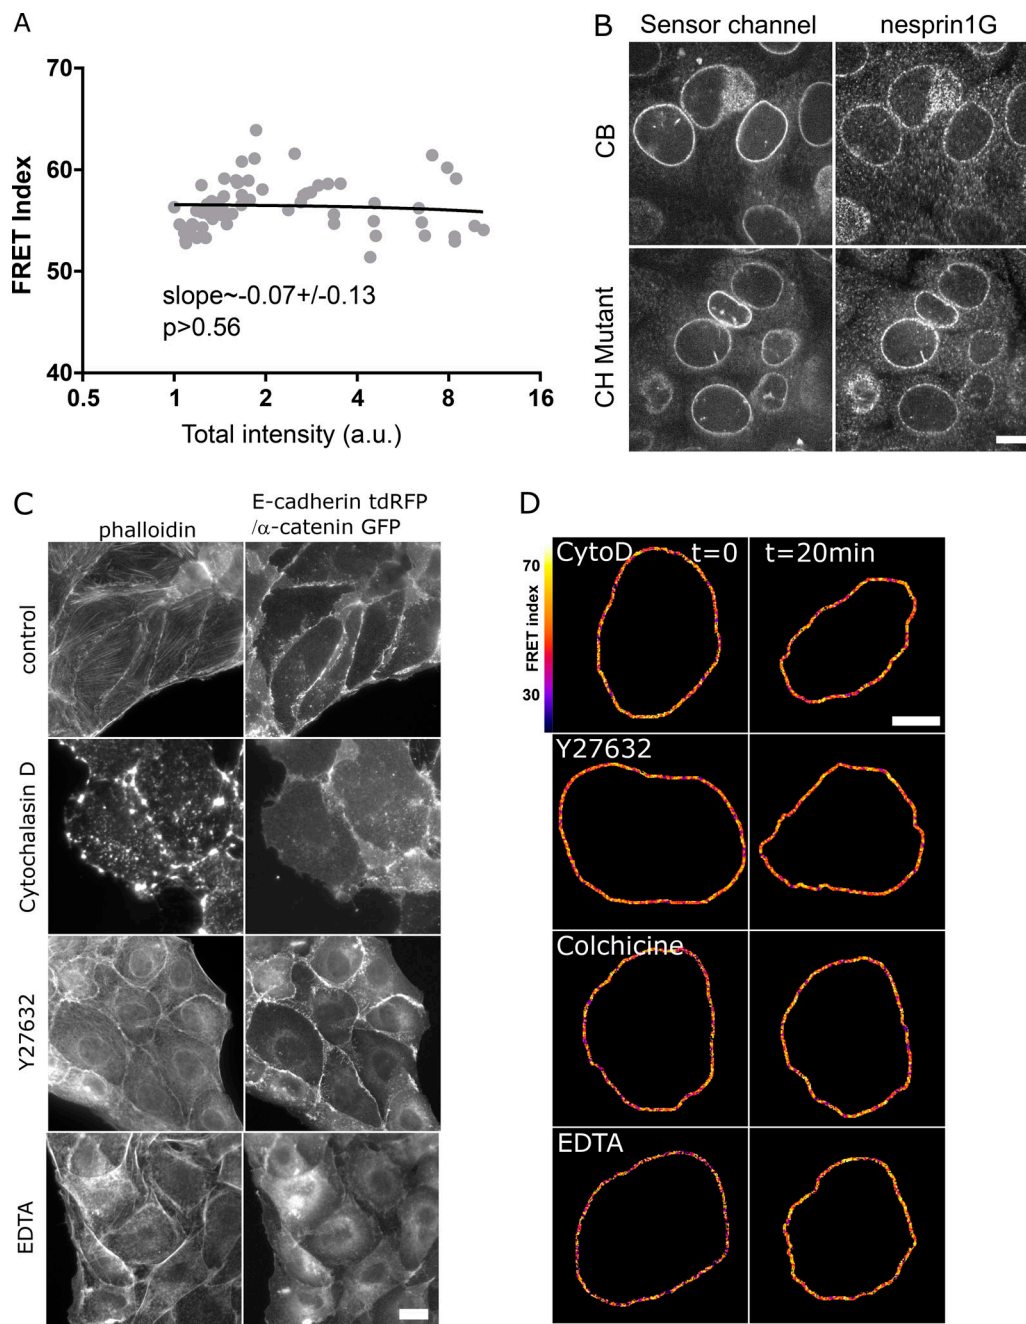 A
70
60
50
40
FRET Index
slope~-0.07+/-0.13
p>0.56
0.5 1 2 4 8 16
Total intensity (a.u.)
B
Sensor channel nesprin1G
CB
CH Mutant
C
phalloidin
E-cadherin tdRFP
/α-catenin GFP
control
Cytochalasin D
Y27632
EDTA
D
CytoD t=0 t=20min
70
FRET index
30
Y27632
Colchicine
EDTA